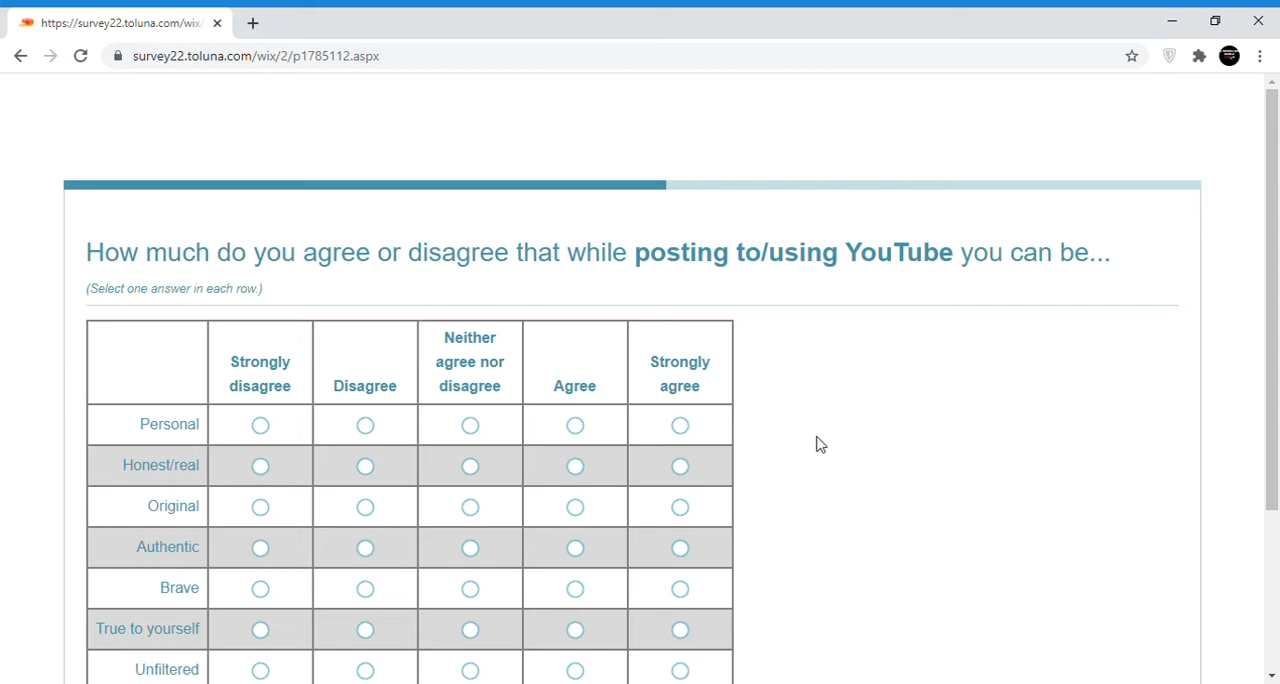 https://survey22.toluna.com/wix/
survey22.toluna.com/wix/2/p1785112.aspx
How much do you agree or disagree that while posting to/using YouTube you can be...
(Select one answer in each row.)
Strongly disagree
Disagree
Neither agree nor disagree
Agree
Strongly agree
Personal
Honest/real
Original
Authentic
Brave
True to yourself
Unfiltered